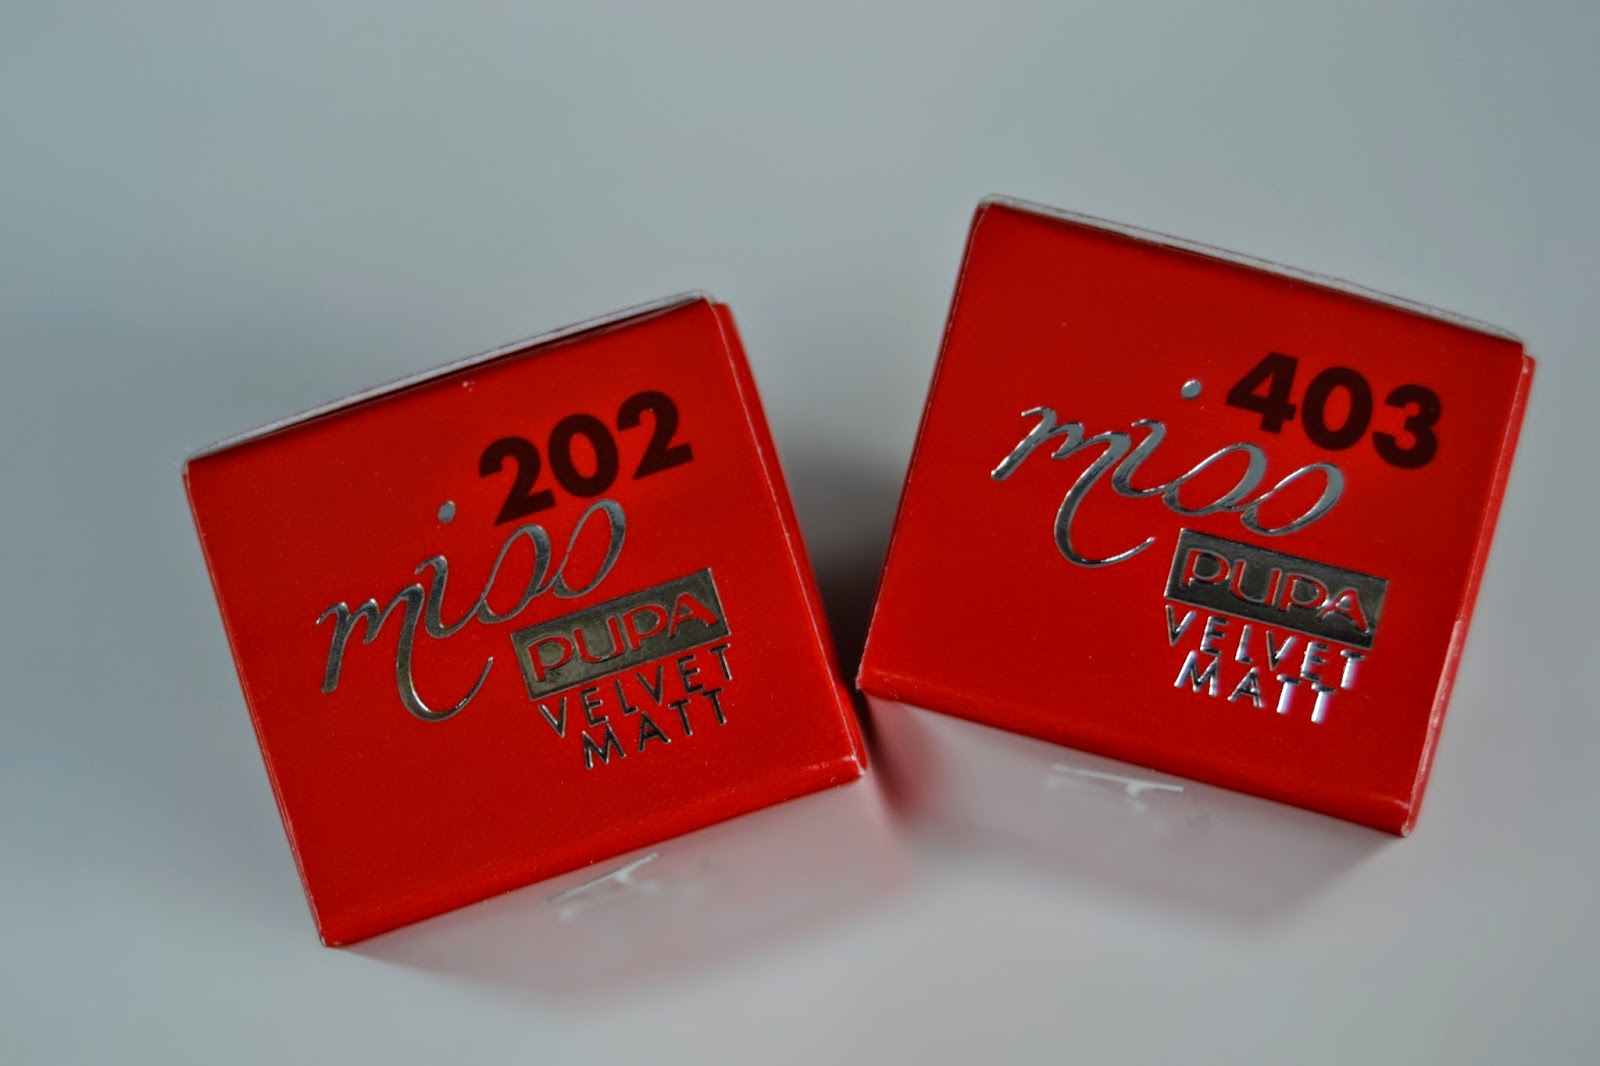 202
miss
PUPA
VELVET
MATT
403
miss
PUPA
VELVET
MATT